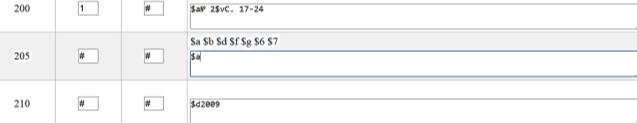 200 1 # 2$vC. 17-24
$a $b $d $f $g $6 $7
205 # # $a
210 # # $d2009